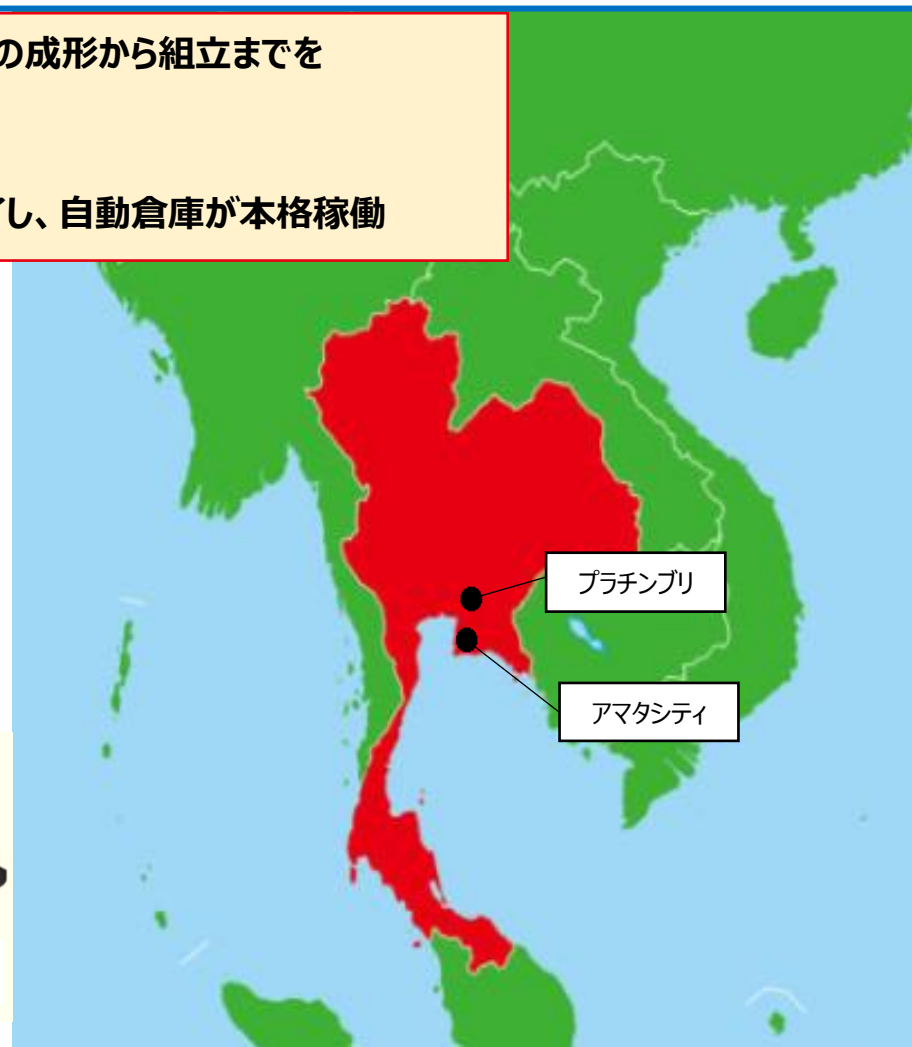 の成形から組立までを
し、自動倉庫が本格稼働
プラチンブリ
アマタシティ